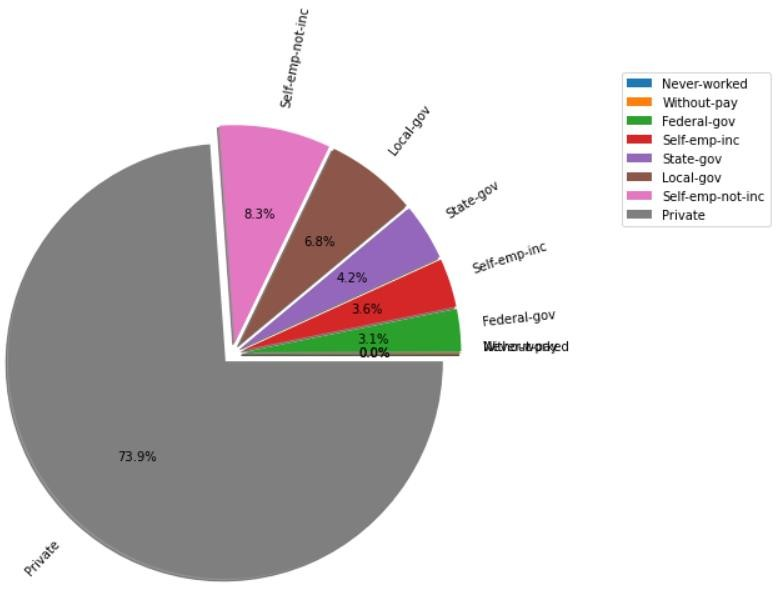 Self-emp-not-inc
Local-gov
State-gov
Self-emp-inc
Federal-gov
Private
8.3%
6.8%
4.2%
3.6%
3.1%
0.0%
73.9%
Never-worked
Without-pay
Federal-gov
Self-emp-inc
State-gov
Local-gov
Self-emp-not-inc
Private